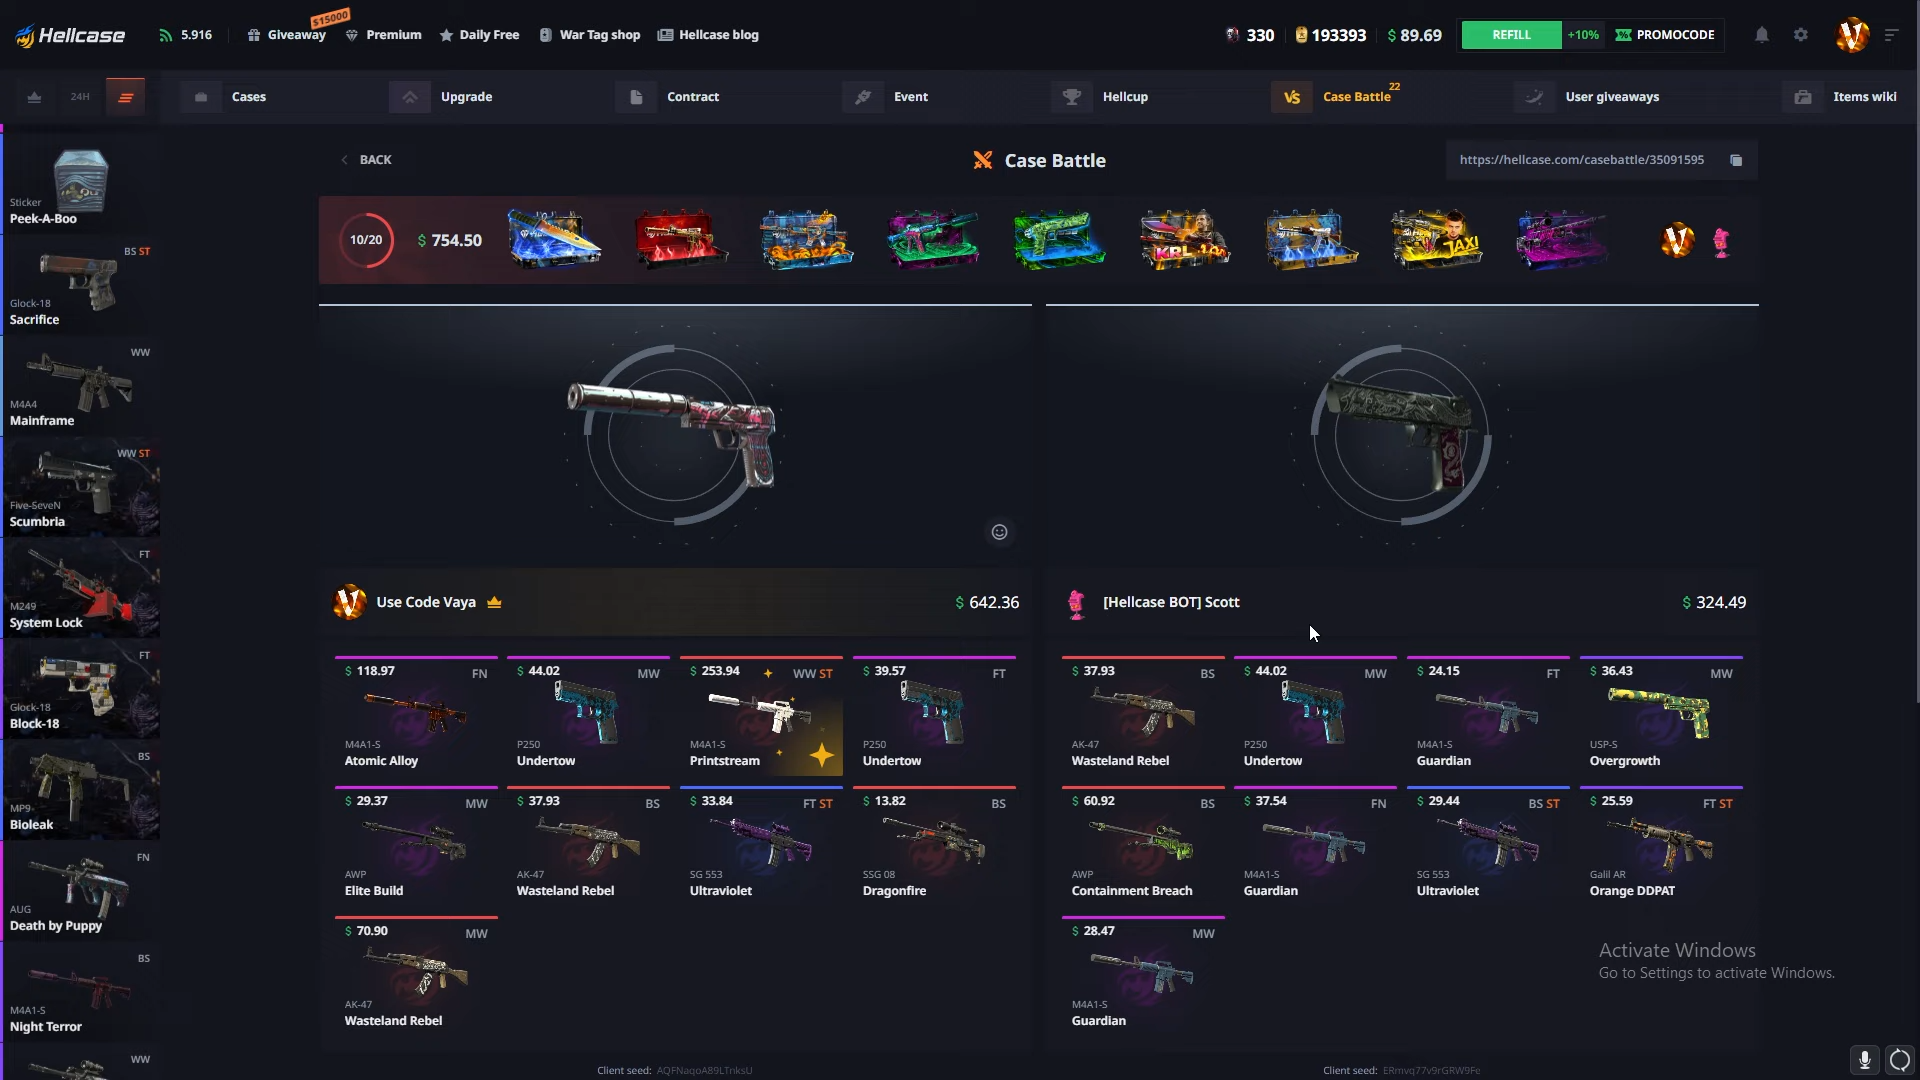 Hellcase
5.916
Giveaway
$15000
Premium
Daily Free
War Tag shop
Hellcase blog
330
193393
$ 89.69
REFILL
+10%
PROMOCODE
24H
Cases
Upgrade
Contract
Event
Hellcup
VS
Case Battle
22
User giveaways
Items wiki
BACK
Case Battle
https://hellcase.com/casebattle/35091595
10/20
$ 754.50
KRL
JAXI
Sticker
Peek-A-Boo
BS ST
Glock-18
Sacrifice
WW
M4A4
Mainframe
WW ST
Five-SeveN
Scumbria
FT
M249
System Lock
FT
Glock-18
Block-18
BS
MP9
Bioleak
FN
AUG
Death by Puppy
BS
M4A1-S
Night Terror
WW
Use Code Vaya
$ 642.36
[Hellcase BOT] Scott
$ 324.49
$ 118.97
FN
M4A1-S
Atomic Alloy
$ 44.02
MW
P250
Undertow
$ 253.94
WW ST
M4A1-S
Printstream
$ 39.57
FT
P250
Undertow
$ 29.37
MW
AWP
Elite Build
$ 37.93
BS
AK-47
Wasteland Rebel
$ 33.84
FT ST
SG 553
Ultraviolet
$ 13.82
BS
SSG 08
Dragonfire
$ 70.90
MW
AK-47
Wasteland Rebel
$ 37.93
BS
AK-47
Wasteland Rebel
$ 44.02
MW
P250
Undertow
$ 24.15
FT
M4A1-S
Guardian
$ 36.43
MW
USP-S
Overgrowth
$ 60.92
BS
AWP
Containment Breach
$ 37.54
FN
M4A1-S
Guardian
$ 29.44
BS ST
SG 553
Ultraviolet
$ 25.59
FT ST
Galil AR
Orange DDPAT
$ 28.47
MW
M4A1-S
Guardian
Activate Windows
Go to Settings to activate Windows.
Client seed: AQFNaqoA89LTnksU
Client seed: ERmvq77v9rGRW9Fe